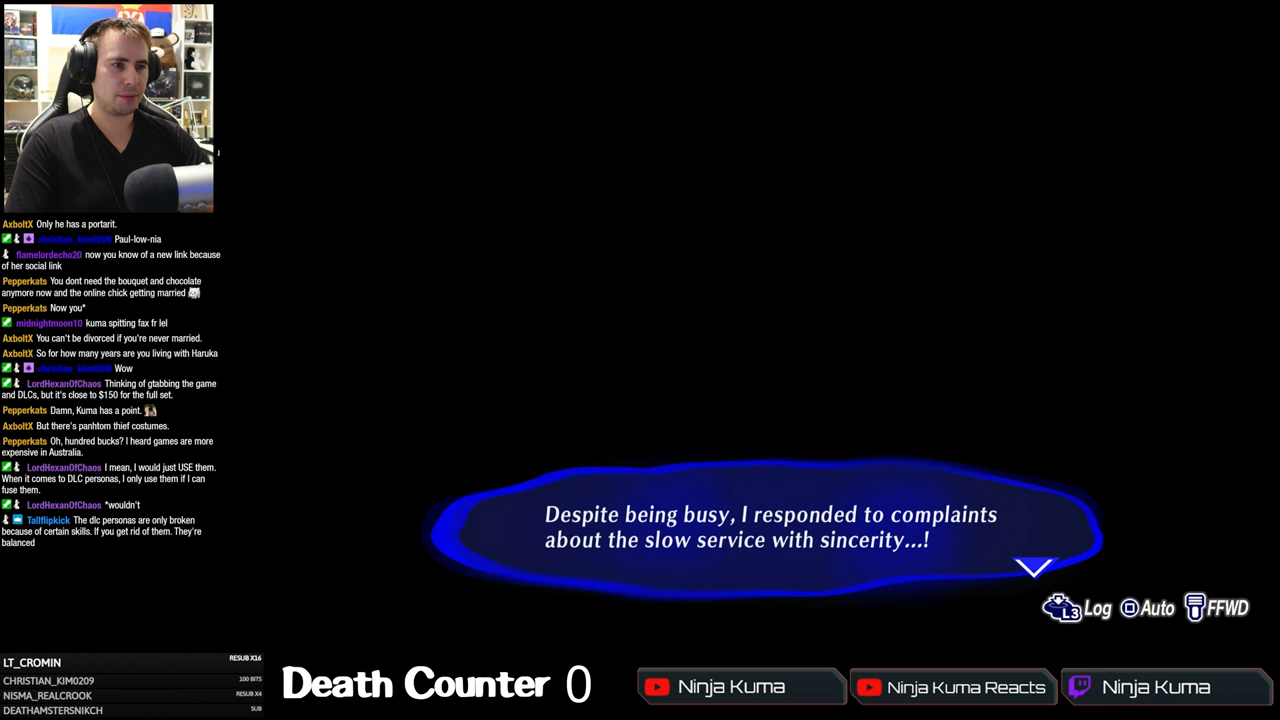 AxboltX Only he has a portarit.
christian_kim0209 Paul-low-nia
flamelordecho20 now you know of a new link because
of her social link
Pepperkats You dont need the bouquet and chocolate
anymore now and the online chick getting married
Pepperkats Now you*
midnightmoon10 kuma spitting fax fr lel
AxboltX You can't be divorced if you're never married.
AxboltX So for how many years are you living with Haruka
christian_kim0209 Wow
LordHexanOfChaos Thinking of gtabbing the game
and DLCs, but it's close to $150 for the full set.
Pepperkats Damn, Kuma has a point.
AxboltX But there's panhtom thief costumes.
Pepperkats Oh, hundred bucks? I heard games are more
expensive in Australia.
LordHexanOfChaos I mean, I would just USE them.
When it comes to DLC personas, I only use them if I can
fuse them.
LordHexanOfChaos *wouldn't
Tallflipkick The dlc personas are only broken
because of certain skills. If you get rid of them. They're
balanced
Despite being busy, I responded to complaints
about the slow service with sincerity...!
L3 Log Auto FFWD
LT_CROMIN RESUB X16
CHRISTIAN_KIM0209 100 BITS
NISMA_REALCROOK RESUB X4
DEATHAMSTERSNIKCH SUB
Death Counter 0
Ninja Kuma
Ninja Kuma Reacts
Ninja Kuma